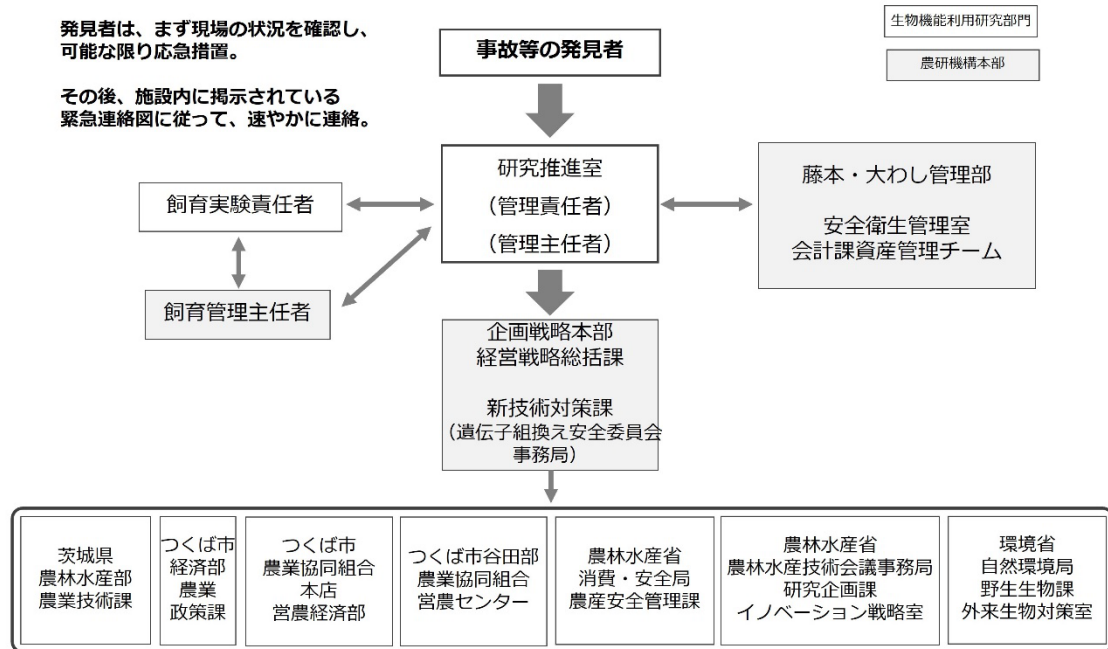 発見者は、まず現場の状況を確認し、
可能な限り応急措置。
その後、施設内に掲示されている
緊急連絡図に従って、速やかに連絡。
事故等の発見者
生物機能利用研究部門
農研機構本部
研究推進室
（管理責任者）
（管理主任者）
飼育実験責任者
飼育管理主任者
藤本・大わし管理部
安全衛生管理室
会計課資産管理チーム
企画戦略本部
経営戦略総括課
新技術対策課
（遺伝子組換え安全委員会
事務局）
茨城県
農林水産部
農業技術課
つくば市
経済部
農業
政策課
つくば市
農業協同組合
本店
営農経済部
つくば市谷田部
農業協同組合
営農センター
農林水産省
消費・安全局
農産安全管理課
農林水産省
農林水産技術会議事務局
研究企画課
イノベーション戦略室
環境省
自然環境局
野生生物課
外来生物対策室